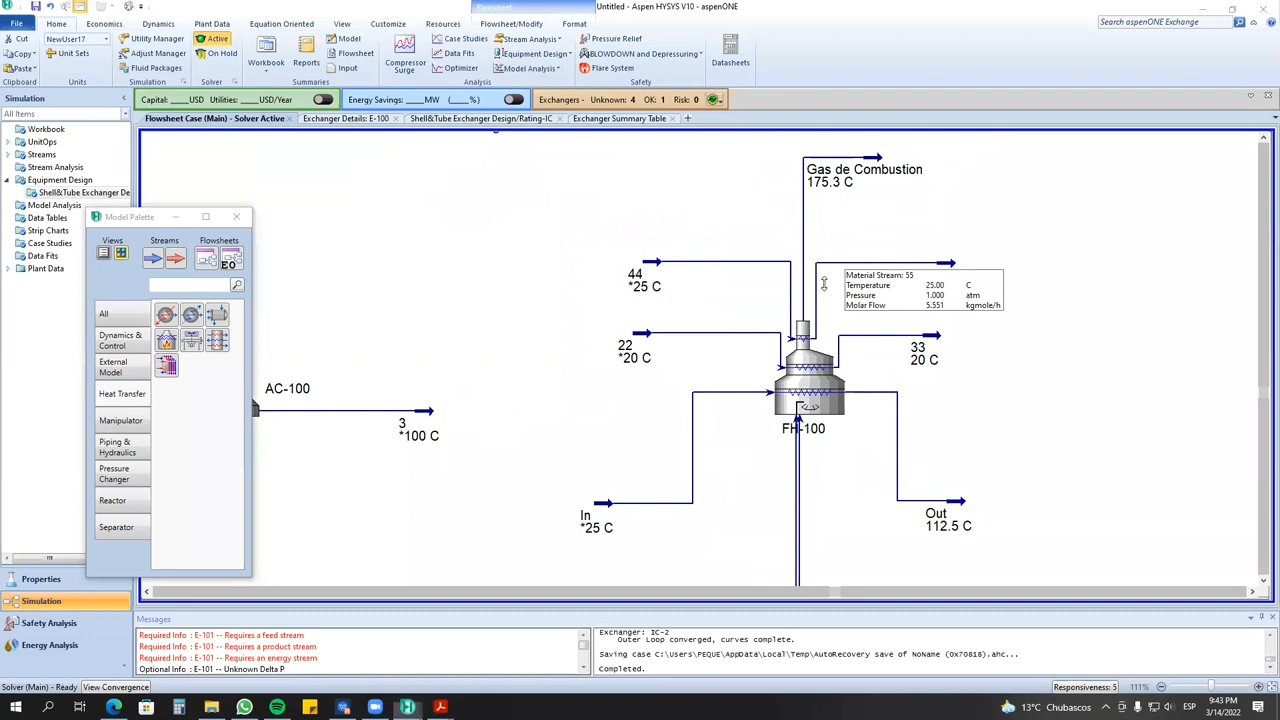 Flowsheet
Untitled - Aspen HYSYS V10 - aspenONE
File
Home
Economics
Dynamics
Plant Data
Equation Oriented
View
Customize
Resources
Flowsheet/Modify
Format
Search aspenONE Exchange
Cut
NewUser17
Utility Manager
Active
Model
Case Studies
Stream Analysis
Pressure Relief
Copy
Unit Sets
Adjust Manager
On Hold
Flowsheet
Data Fits
Equipment Design
BLOWDOWN and Depressuring
Paste
Fluid Packages
Workbook
Reports
Input
Compressor
Surge
Optimizer
Model Analysis
Flare System
Datasheets
Clipboard
Units
Simulation
Solver
Summaries
Analysis
Safety
Simulation
Capital: ____USD Utilities: ____USD/Year
Energy Savings: ____MW (____%)
Exchangers - Unknown: 4 OK: 1 Risk: 0
All Items
Flowsheet Case (Main) - Solver Active
Exchanger Details: E-100
Shell&Tube Exchanger Design/Rating-IC
Exchanger Summary Table
Workbook
UnitOps
Streams
Stream Analysis
Equipment Design
Shell&Tube Exchanger De
Model Analysis
Data Tables
Strip Charts
Case Studies
Data Fits
Plant Data
Model Palette
Views
Streams
Flowsheets
EO
All
Dynamics &
Control
External
Model
Heat Transfer
Manipulator
Piping &
Hydraulics
Pressure
Changer
Reactor
Separator
Gas de Combustion
175.3 C
44
*25 C
Material Stream: 55
Temperature 25.00 C
Pressure 1.000 atm
Molar Flow 5.551 kgmole/h
22
*20 C
33
20 C
AC-100
3
*100 C
FH-100
In
*25 C
Out
112.5 C
Properties
Simulation
Safety Analysis
Energy Analysis
Messages
Required Info : E-101 -- Requires a feed stream
Required Info : E-101 -- Requires a product stream
Required Info : E-101 -- Requires an energy stream
Optional Info : E-101 -- Unknown Delta P
Exchanger: IC-2
Outer Loop converged, curves complete.
Saving case C:\Users\PEQUE\AppData\Local\Temp\AutoRecovery save of NoName (0X70818).ahc...
Completed.
Solver (Main) - Ready
View Convergence
Responsiveness: 5
111%
13°C Chubascos
ESP
9:43 PM
3/14/2022